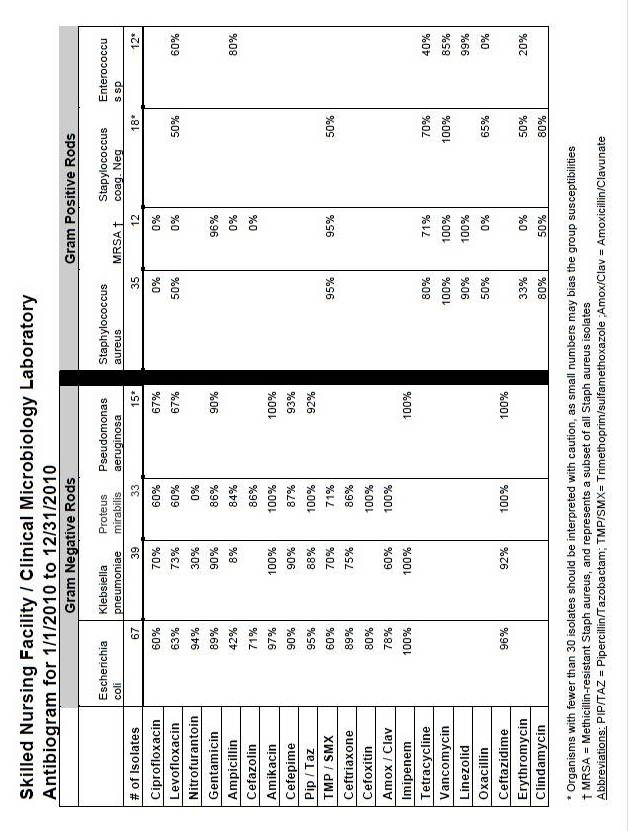 Skilled Nursing Facility / Clinical Microbiology Laboratory
Antibiogram for 1/1/2010 to 12/31/2010
Gram Negative Rods Gram Positive Rods
Escherichia Klebsiella Proteus Pseudomonas Staphylococcus Stapylococcus Enterococcu
coli pneumoniae mirabilis aeruginosa aureus MRSA † coag. Neg s sp
# of Isolates 67 39 33 15* 35 12 18* 12*
Ciprofloxacin 60% 70% 60% 67% 0% 0%
Levofloxacin 63% 73% 60% 67% 50% 0% 50% 60%
Nitrofurantoin 94% 30% 0%
Gentamicin 89% 90% 86% 90% 96%
Ampicillin 42% 8% 84% 0% 80%
Cefazolin 71% 86% 0%
Amikacin 97% 100% 100% 100%
Cefepime 90% 90% 87% 93%
Pip / Taz 95% 88% 100% 92%
TMP / SMX 60% 70% 71% 95% 95% 50%
Ceftriaxone 89% 75% 86%
Cefoxitin 80% 100%
Amox / Clav 78% 60% 100%
Imipenem 100% 100% 100%
Tetracycline 80% 71% 70% 40%
Vancomycin 100% 100% 100% 85%
Linezolid 90% 100% 99%
Oxacillin 50% 0% 65% 0%
Ceftazidime 96% 92% 100% 100%
Erythromycin 33% 0% 50% 20%
Clindamycin 80% 50% 80%
* Organisms with fewer than 30 isolates should be interpreted with caution, as small numbers may bias the group susceptibilities
† MRSA = Methicillin-resistant Staph aureus, and represents a subset of all Staph aureus isolates
Abbreviations: PIP/TAZ = Pipercillin/Tazobactam; TMP/SMX= Trimethoprim/sulfamethoxazole ;Amox/Clav = Amoxicillin/Clavunate